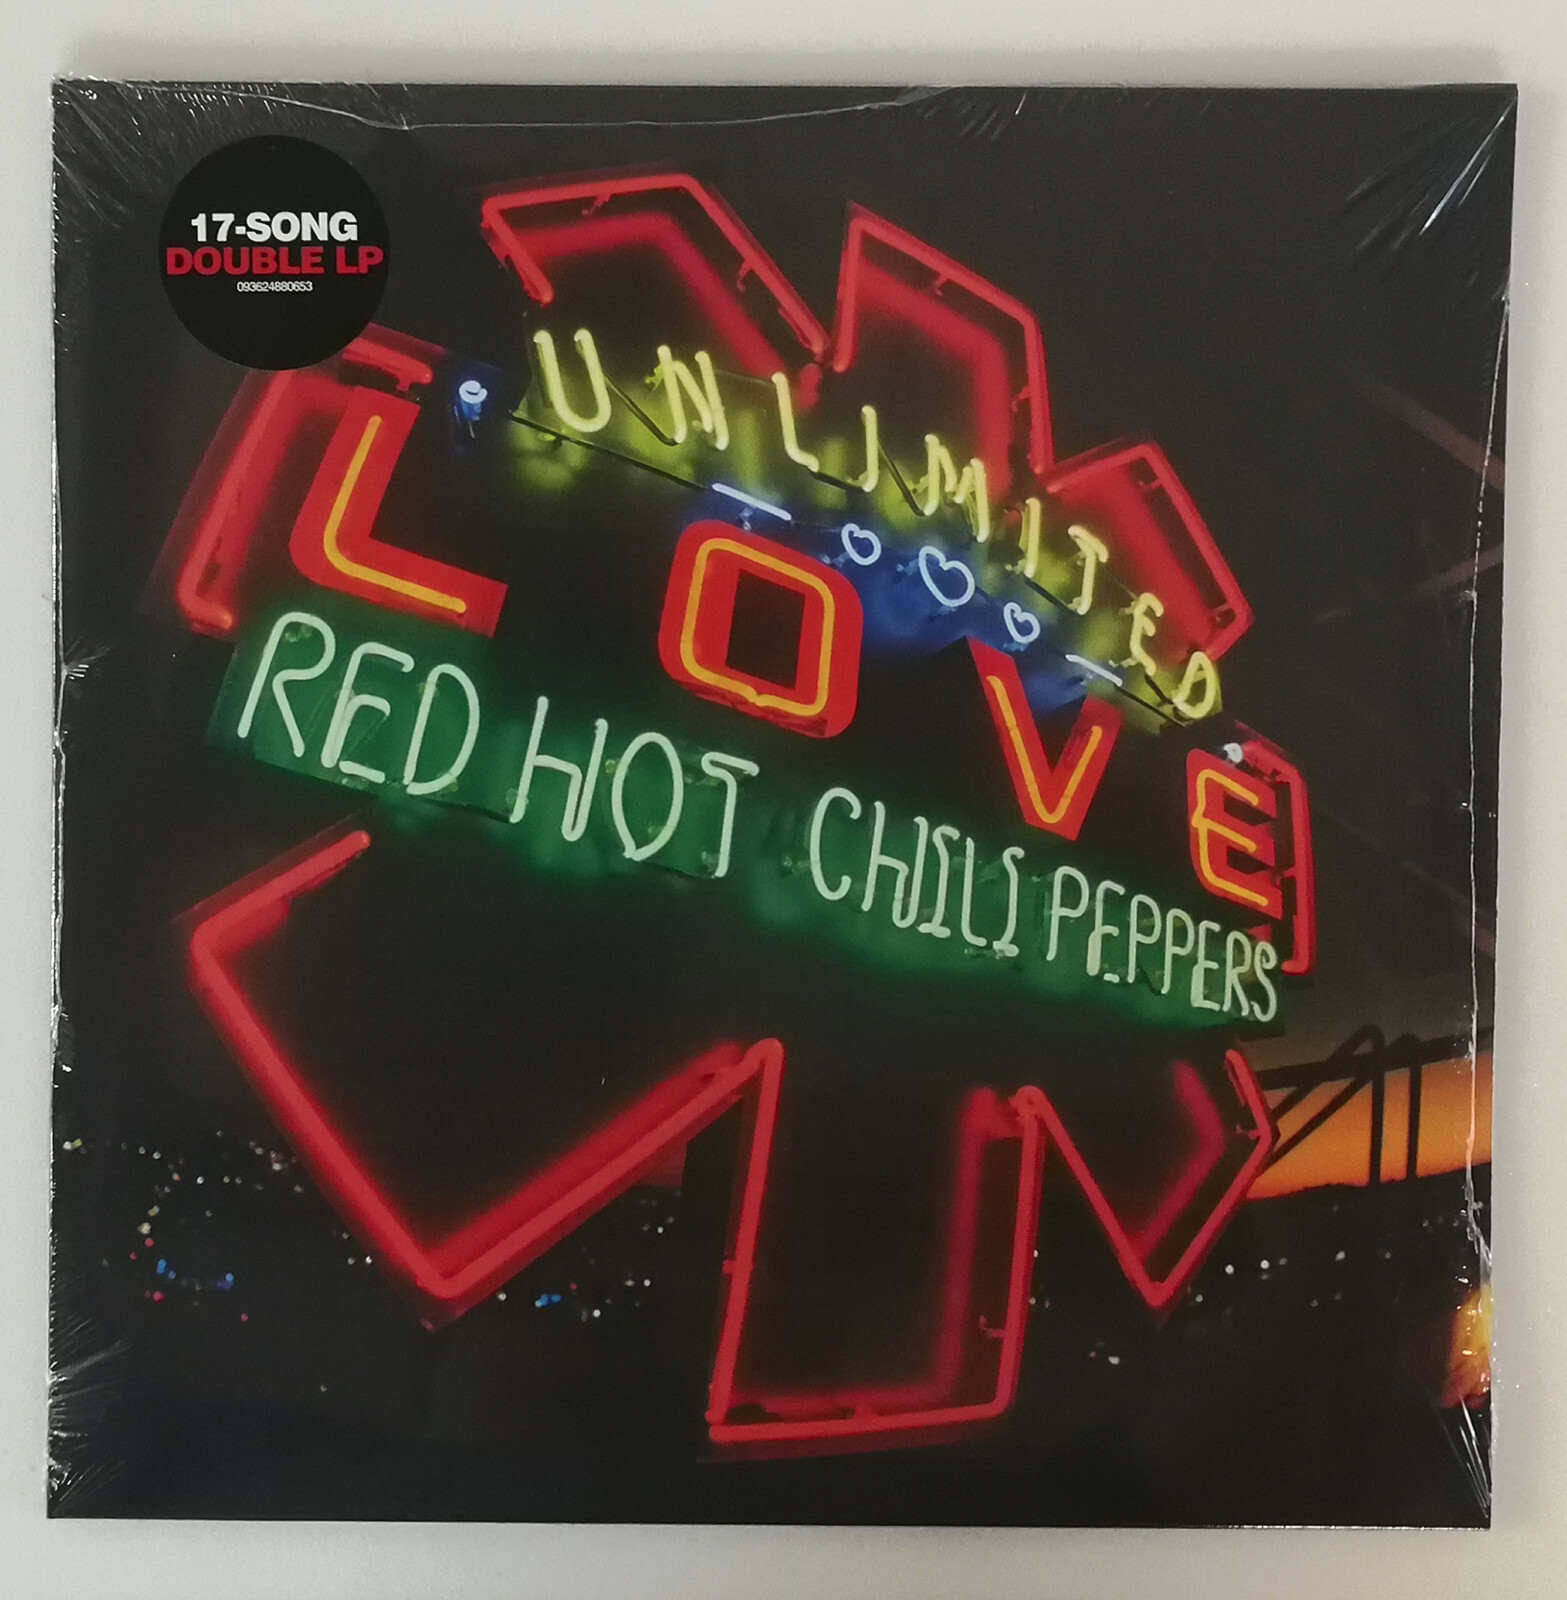 17-SONG
DOUBLE LP
093624880653
UNLIMITED
LOVE
RED HOT CHILI PEPPERS